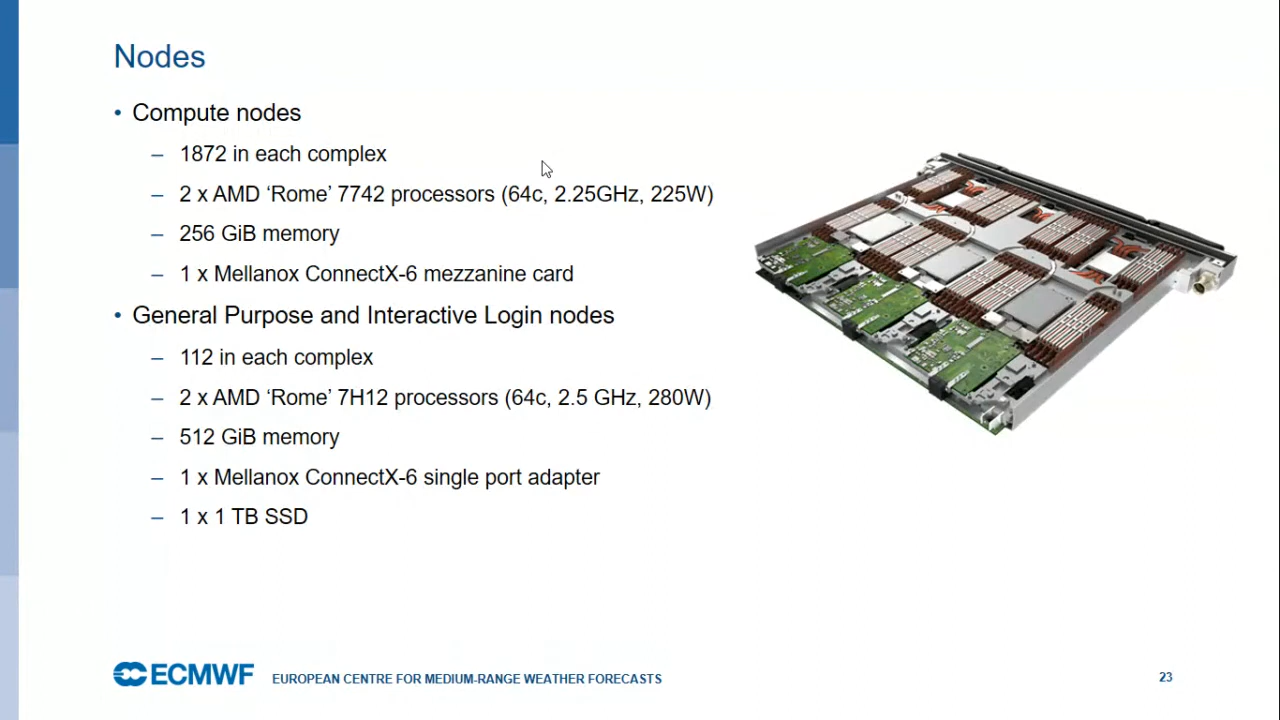 Nodes
• Compute nodes
– 1872 in each complex
– 2 x AMD ‘Rome’ 7742 processors (64c, 2.25GHz, 225W)
– 256 GiB memory
– 1 x Mellanox ConnectX-6 mezzanine card
• General Purpose and Interactive Login nodes
– 112 in each complex
– 2 x AMD ‘Rome’ 7H12 processors (64c, 2.5 GHz, 280W)
– 512 GiB memory
– 1 x Mellanox ConnectX-6 single port adapter
– 1 x 1 TB SSD
ECMWF EUROPEAN CENTRE FOR MEDIUM-RANGE WEATHER FORECASTS 23